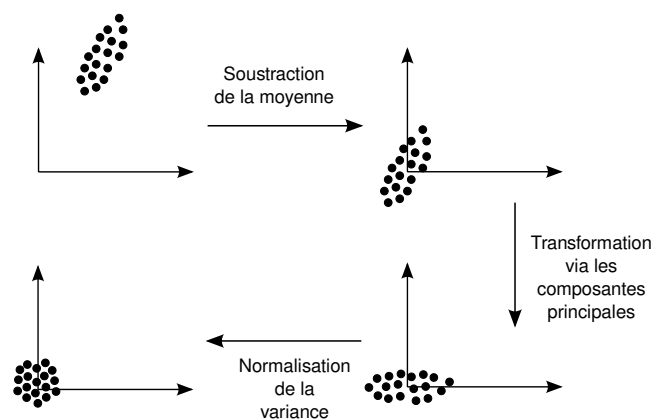 Soustraction
de la moyenne
Transformation
via les
composantes
principales
Normalisation
de la
variance